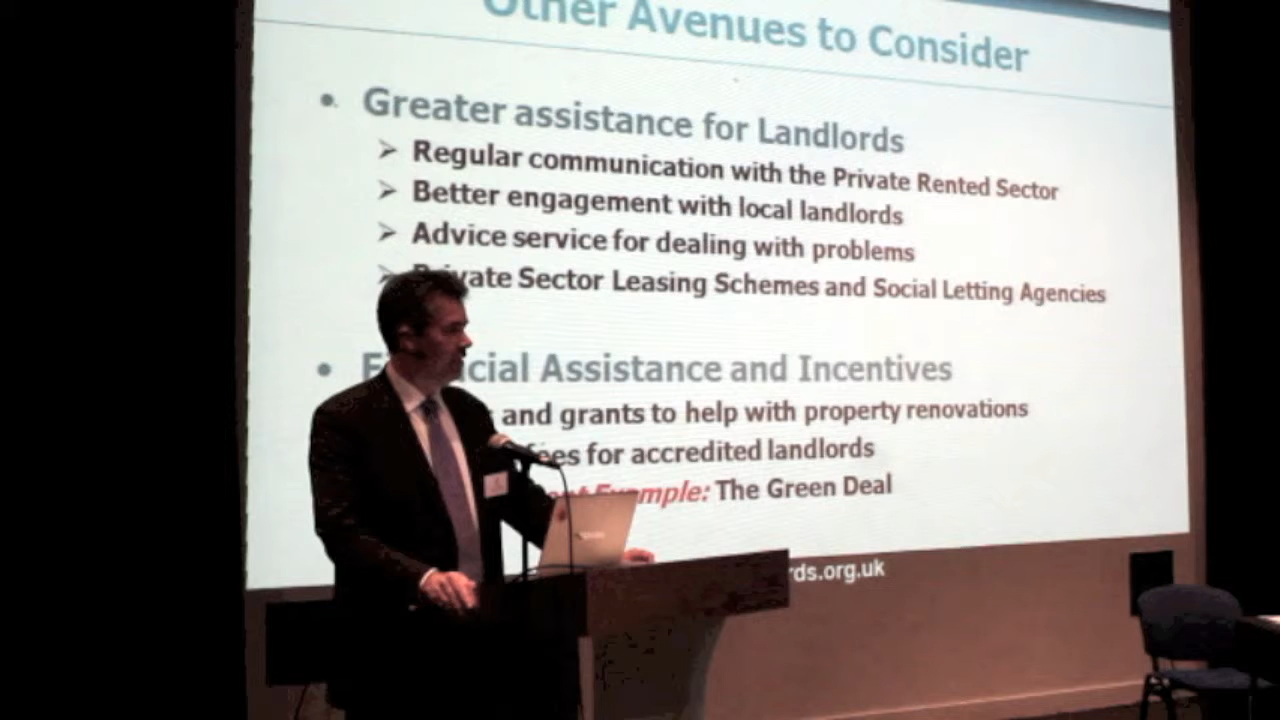 Other Avenues to Consider
• Greater assistance for Landlords
➢ Regular communication with the Private Rented Sector
➢ Better engagement with local landlords
➢ Advice service for dealing with problems
➢ Private Sector Leasing Schemes and Social Letting Agencies
• Financial Assistance and Incentives
and grants to help with property renovations
fees for accredited landlords
Example: The Green Deal
rds.org.uk